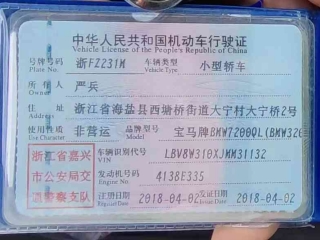 中华人民共和国机动车行驶证
Vehicle License of the People's Republic of China
号牌号码 浙FZ231M 车辆类型 小型轿车
Plate No. Vehicle Type
所有人 严兵
Owner
住址 浙江省海盐县西塘桥街道大宁村大宁桥2号
Address
使用性质 非营运 品牌型号 宝马牌BMW7200QL(BMW320
Use Character Model
浙江省嘉兴 车辆识别代号 LBV8W310XJMM31132
VIN
市公安局交 发动机号码 4138E335
Engine No.
通警察支队 注册日期 2018-04-02 发证日期 2018-04-02
Register Date Issue Date